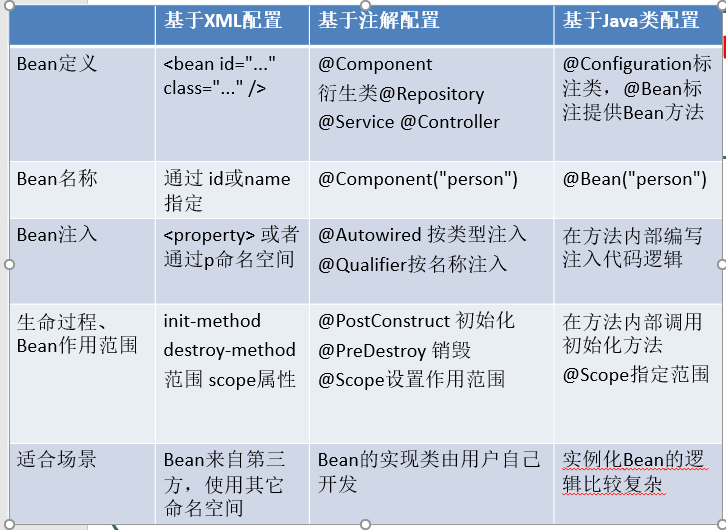 基于XML配置
基于注解配置
基于Java类配置
Bean定义
<bean id="..."
class="..." />
@Component
衍生类@Repository
@Service @Controller
@Configuration标
注类，@Bean标
注提供Bean方法
Bean名称
通过 id或name
指定
@Component("person")
@Bean("person")
Bean注入
<property> 或者
通过p命名空间
@Autowired 按类型注入
@Qualifier按名称注入
在方法内部编写
注入代码逻辑
生命过程、
Bean作用范围
init-method
destroy-method
范围 scope属性
@PostConstruct 初始化
@PreDestroy 销毁
@Scope设置作用范围
在方法内部调用
初始化方法
@Scope指定范围
适合场景
Bean来自第三
方，使用其它
命名空间
Bean的实现类由用户自己
开发
实例化Bean的逻
辑比较复杂